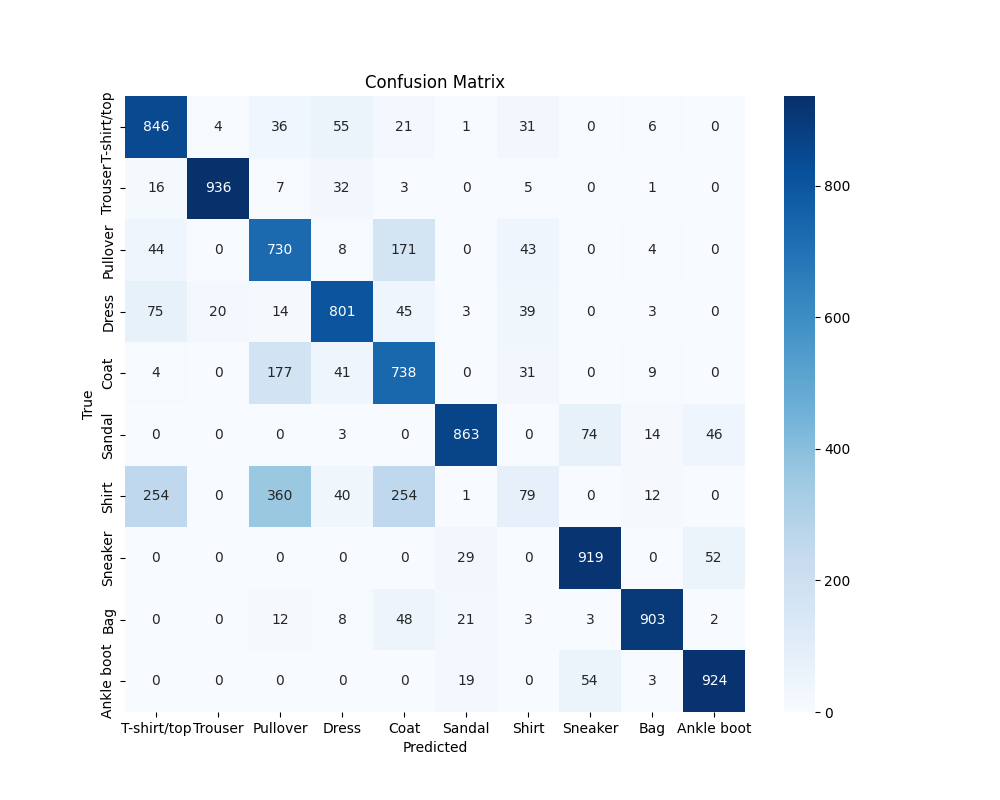 Confusion Matrix
True
T-shirt/top 846 4 36 55 21 1 31 0 6 0
Trouser 16 936 7 32 3 0 5 0 1 0
Pullover 44 0 730 8 171 0 43 0 4 0
Dress 75 20 14 801 45 3 39 0 3 0
Coat 4 0 177 41 738 0 31 0 9 0
Sandal 0 0 0 3 0 863 0 74 14 46
Shirt 254 0 360 40 254 1 79 0 12 0
Sneaker 0 0 0 0 0 29 0 919 0 52
Bag 0 0 12 8 48 21 3 3 903 2
Ankle boot 0 0 0 0 0 19 0 54 3 924
T-shirt/top Trouser Pullover Dress Coat Sandal Shirt Sneaker Bag Ankle boot
Predicted
800
600
400
200
0